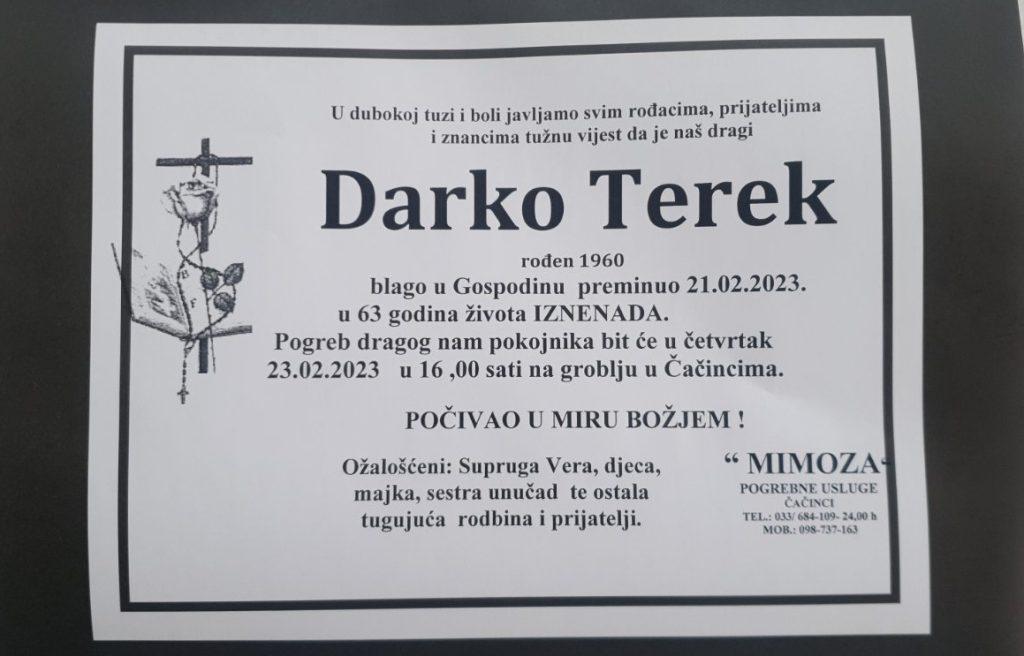 U dubokoj tuzi i boli javljamo svim rođacima, prijateljima
i znancima tužnu vijest da je naš dragi
Darko Terek
rođen 1960
blago u Gospodinu preminuo 21.02.2023.
u 63 godina života IZNENADA.
Pogreb dragog nam pokojnika bit će u četvrtak
23.02.2023 u 16 ,00 sati na groblju u Čačincima.
POČIVAO U MIRU BOŽJEM !
Ožalošćeni: Supruga Vera, djeca,
majka, sestra unučad te ostala
tugujuća rodbina i prijatelji.
“ MIMOZA“
POGREBNE USLUGE
ČAČINCI
TEL.: 033/ 684-109- 24,00 h
MOB.: 098-737-163